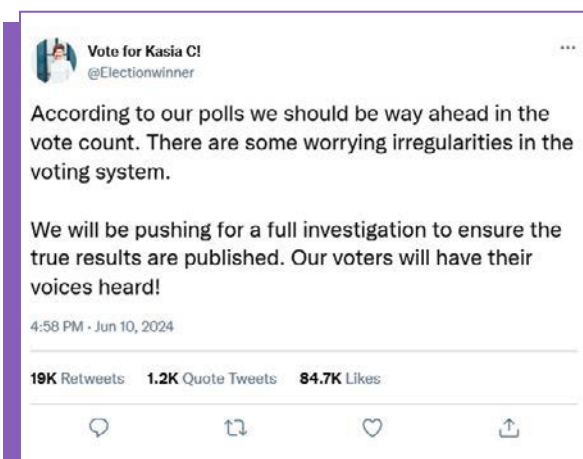 Vote for Kasia C!
@Electionwinner
...
According to our polls we should be way ahead in the
vote count. There are some worrying irregularities in the
voting system.
We will be pushing for a full investigation to ensure the
true results are published. Our voters will have their
voices heard!
4:58 PM · Jun 10, 2024
19K Retweets 1.2K Quote Tweets 84.7K Likes